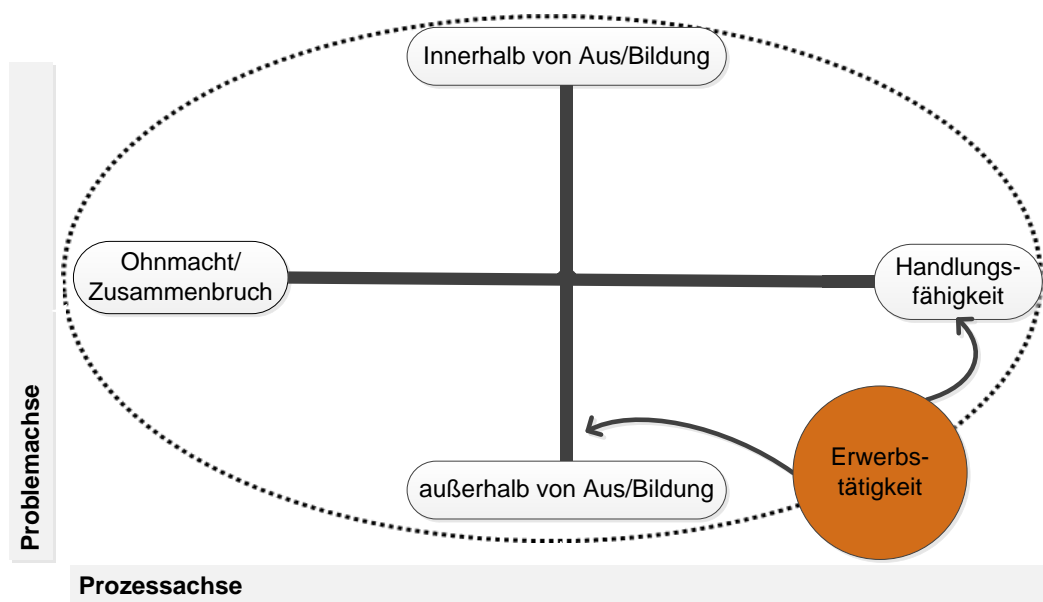 Innerhalb von Aus/Bildung
Ohnmacht/
Zusammenbruch
Handlungs-
fähigkeit
Erwerbs-
tätigkeit
außerhalb von Aus/Bildung
Problemachse
Prozessachse